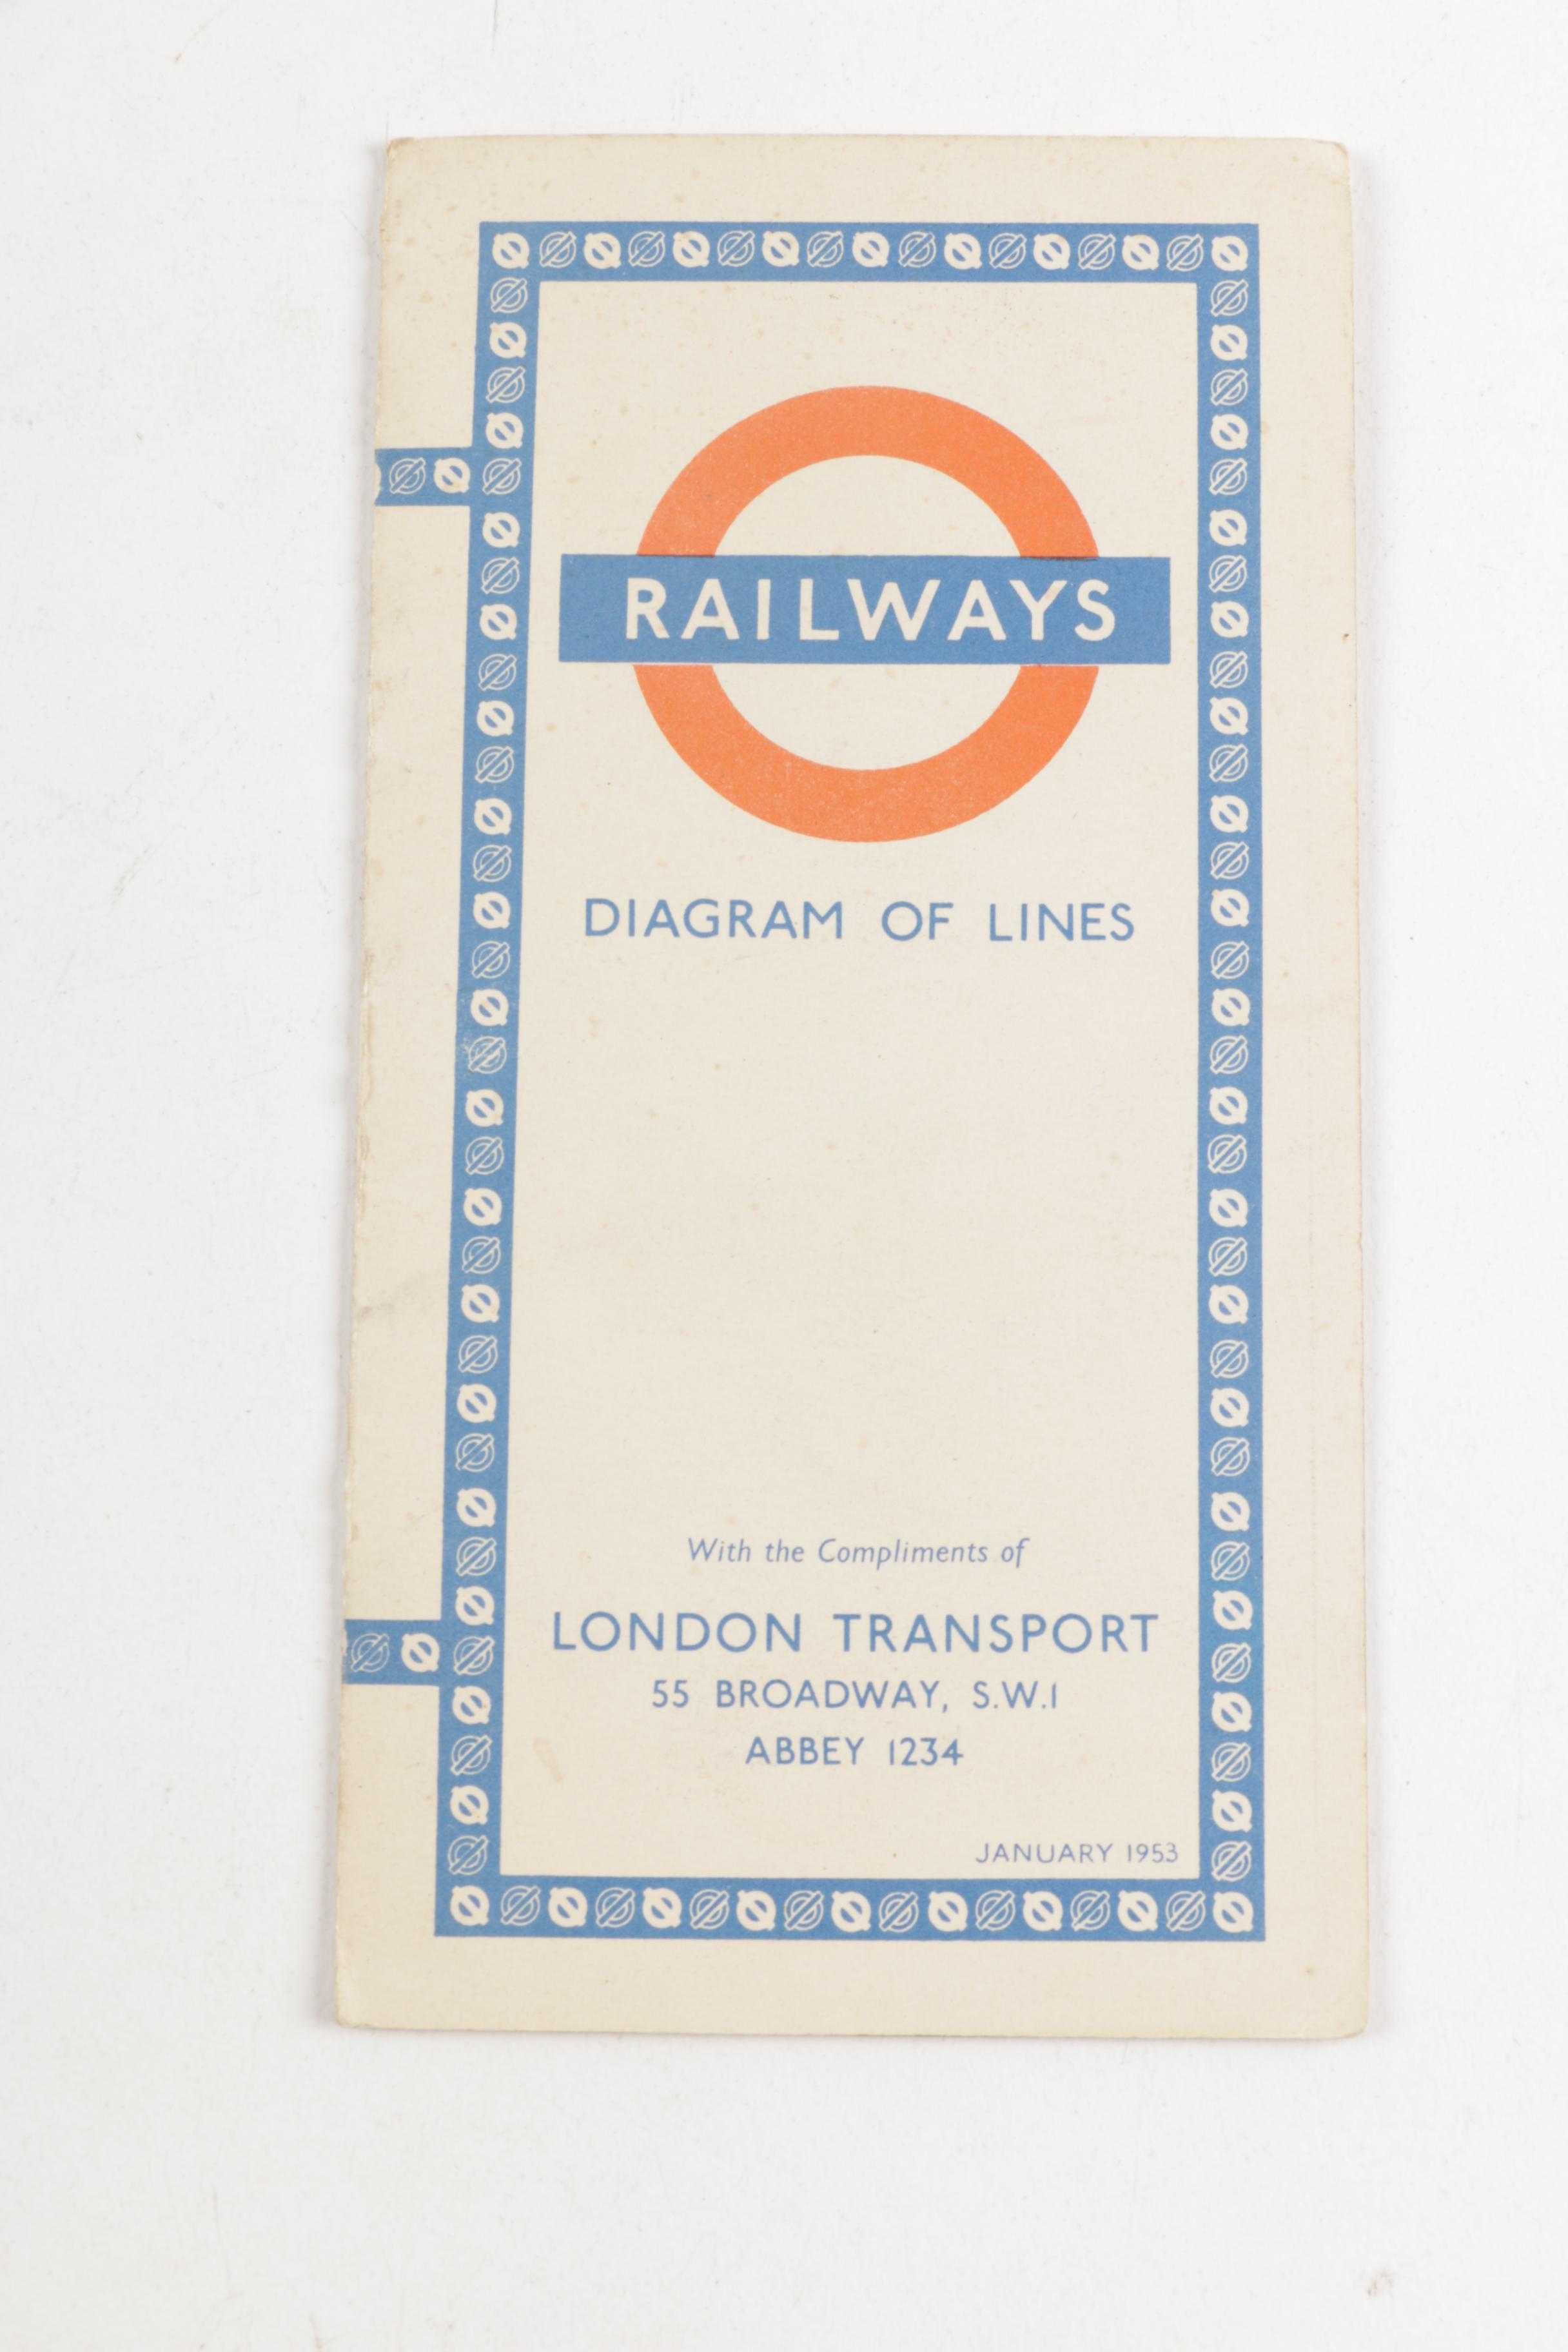 RAILWAYS
DIAGRAM OF LINES
With the Compliments of
LONDON TRANSPORT
55 BROADWAY, S.W.1
ABBEY 1234
JANUARY 1953